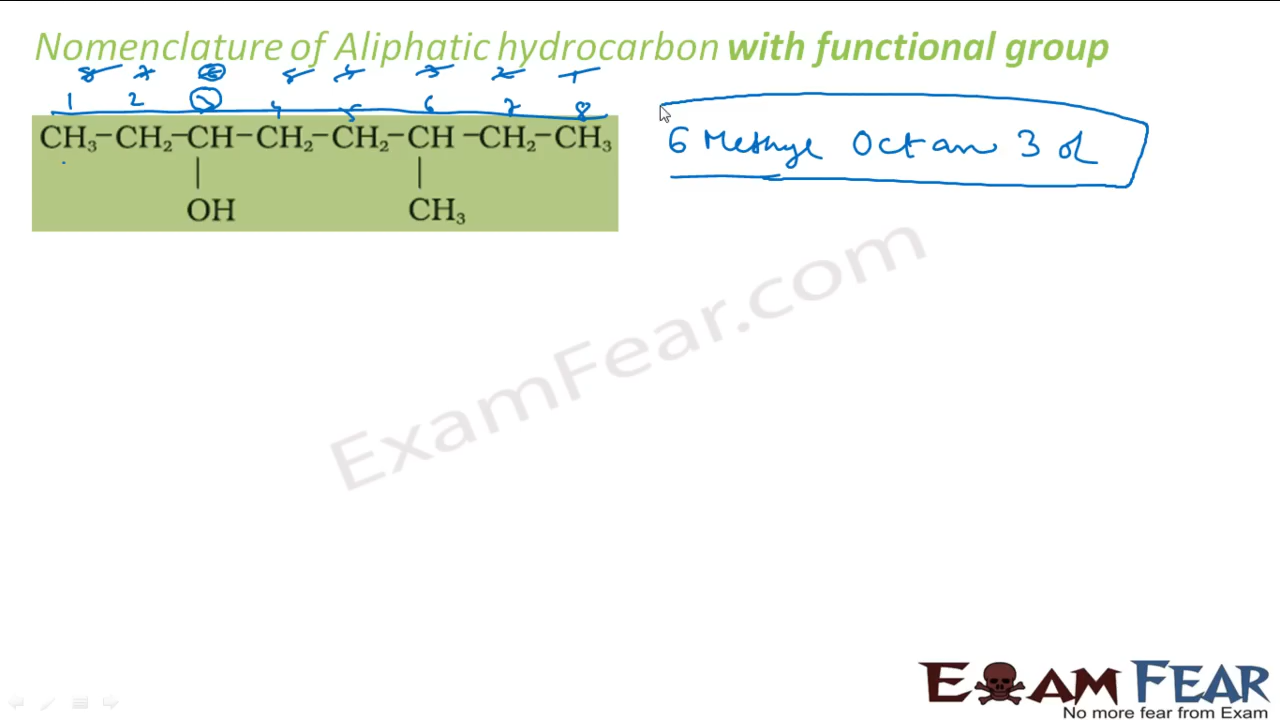 Nomenclature of Aliphatic hydrocarbon with functional group
8 7 6 5 4 3 2 1
1 2 3 4 5 6 7 8
CH₃–CH₂–CH–CH₂–CH₂–CH–CH₂–CH₃
OH CH₃
6 Methyl Octan 3 ol
ExamFear.com
EXAM FEAR
No more fear from Exam